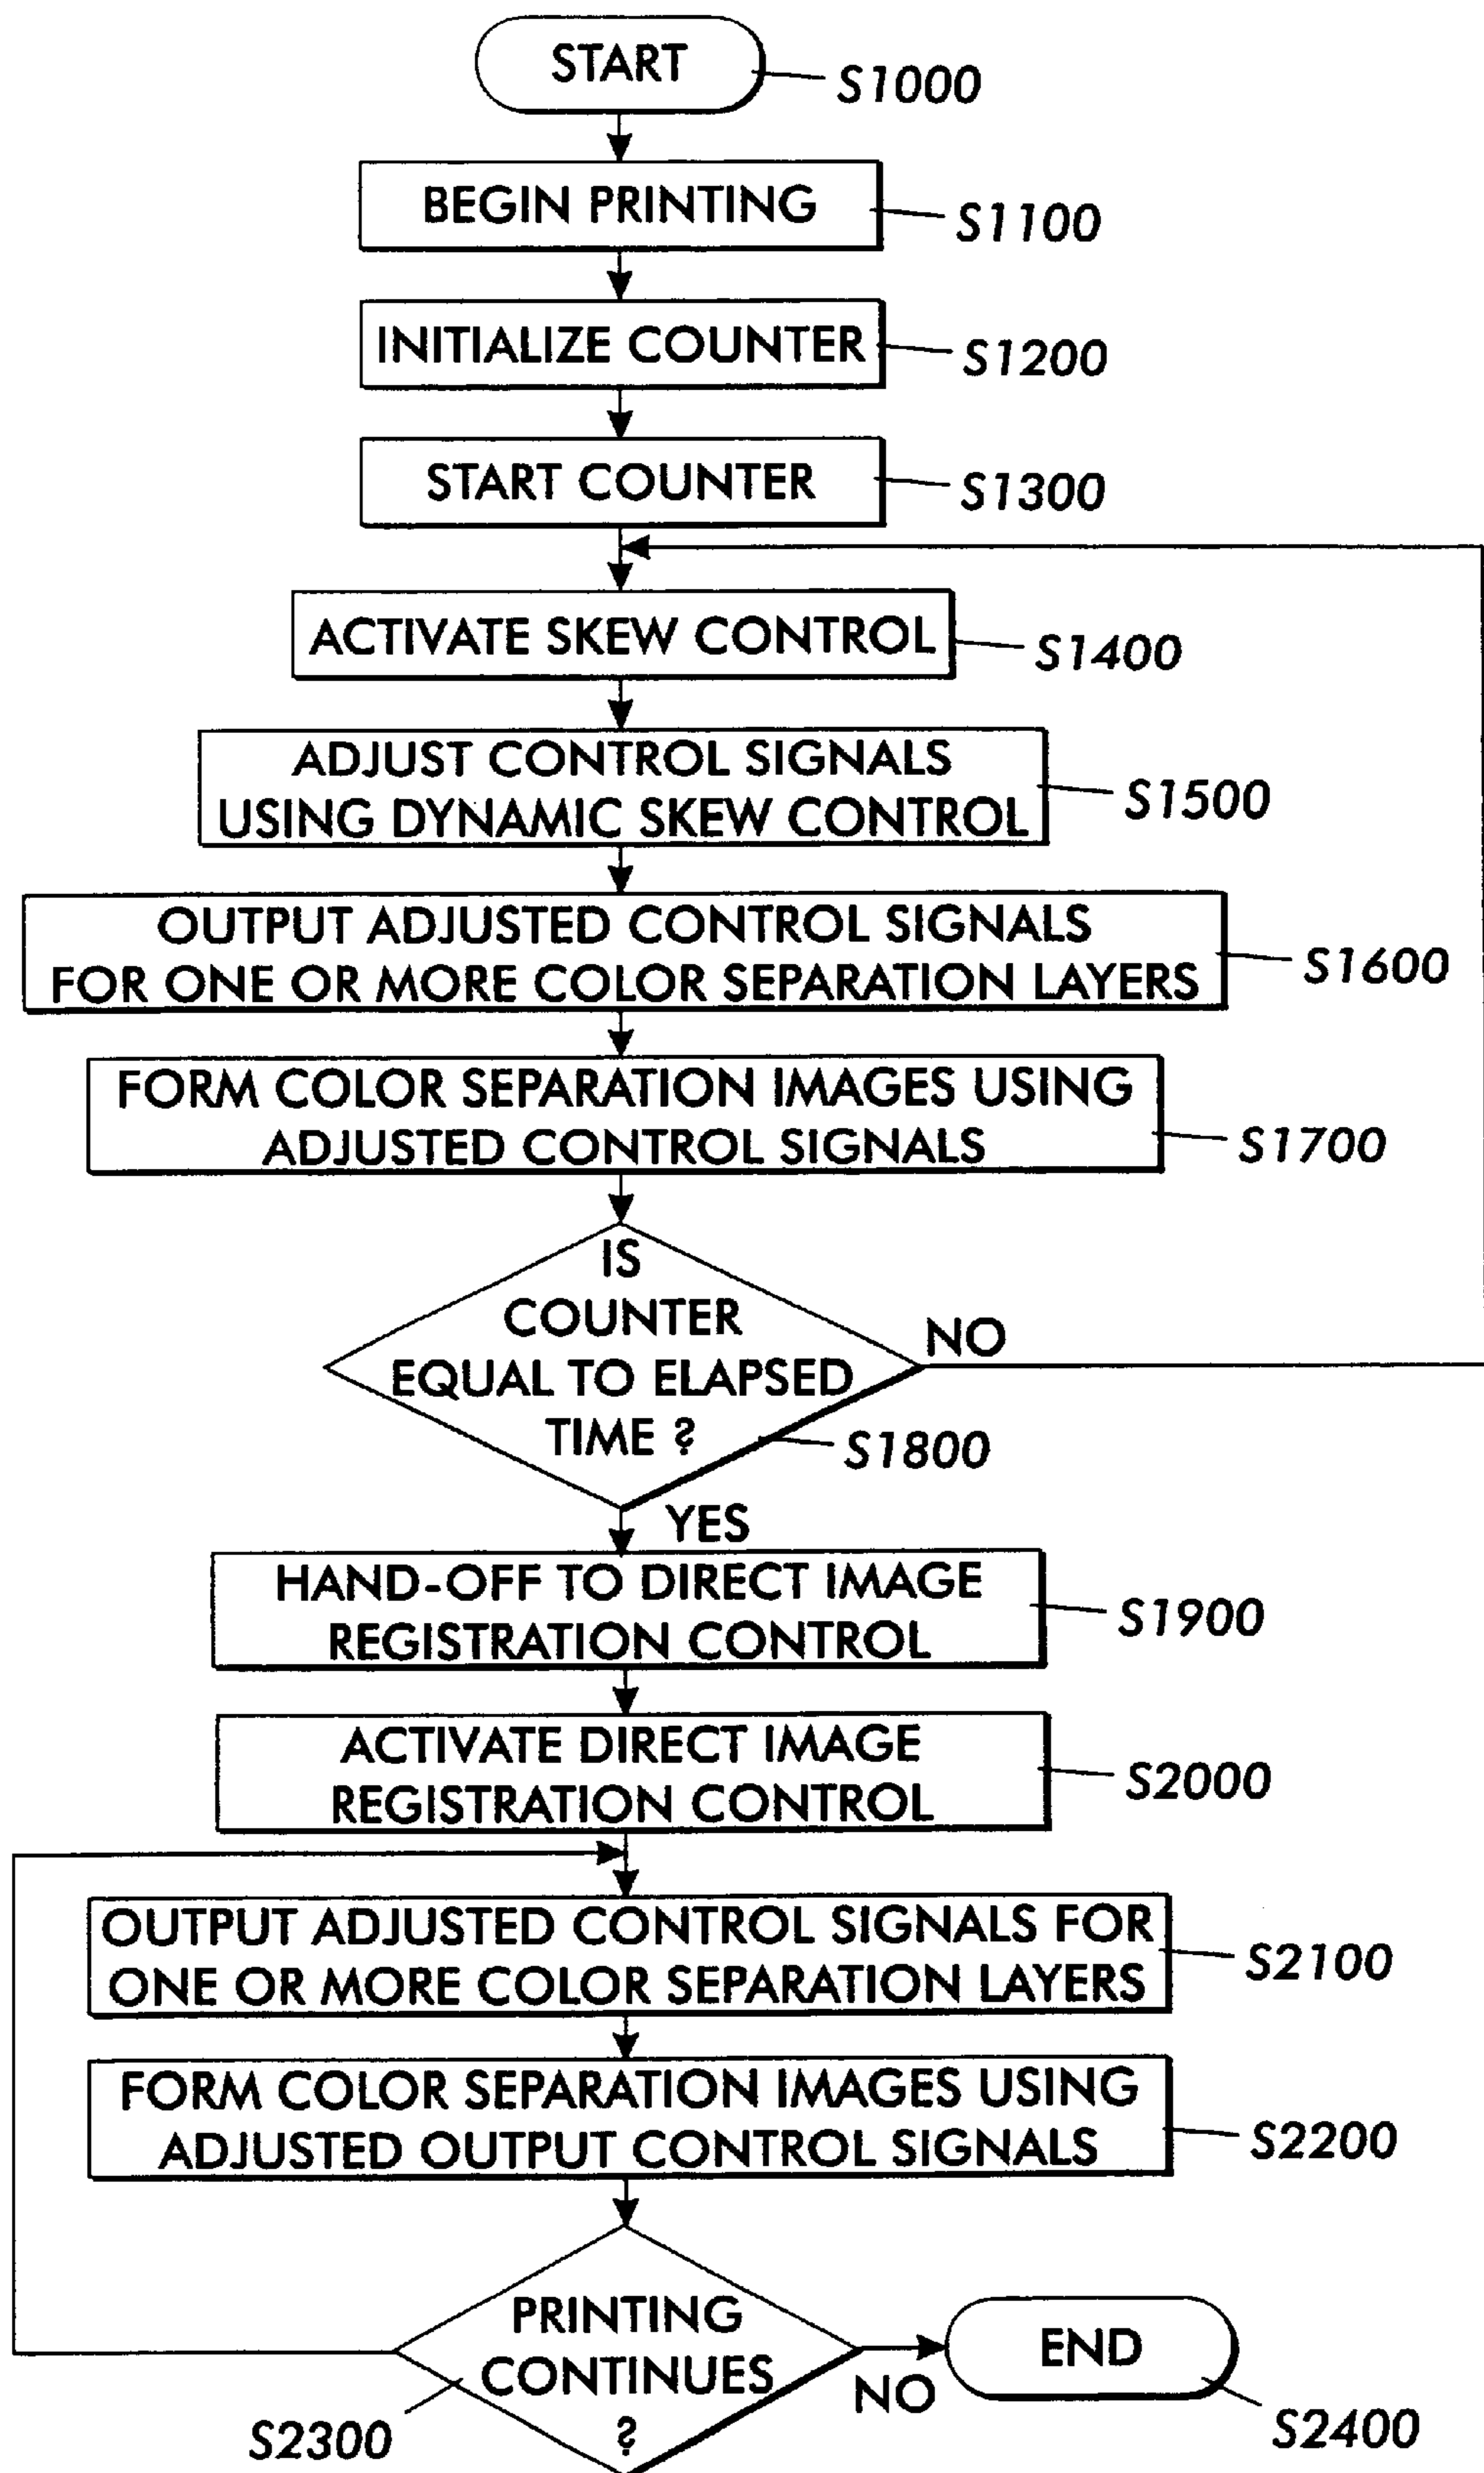 START
S1000
BEGIN PRINTING
S1100
INITIALIZE COUNTER
S1200
START COUNTER
S1300
ACTIVATE SKEW CONTROL
S1400
ADJUST CONTROL SIGNALS
USING DYNAMIC SKEW CONTROL
S1500
OUTPUT ADJUSTED CONTROL SIGNALS
FOR ONE OR MORE COLOR SEPARATION LAYERS
S1600
FORM COLOR SEPARATION IMAGES USING
ADJUSTED CONTROL SIGNALS
S1700
IS
COUNTER
EQUAL TO ELAPSED
TIME ?
NO
S1800
YES
HAND-OFF TO DIRECT IMAGE
REGISTRATION CONTROL
S1900
ACTIVATE DIRECT IMAGE
REGISTRATION CONTROL
S2000
OUTPUT ADJUSTED CONTROL SIGNALS FOR
ONE OR MORE COLOR SEPARATION LAYERS
S2100
FORM COLOR SEPARATION IMAGES USING
ADJUSTED OUTPUT CONTROL SIGNALS
S2200
PRINTING
CONTINUES
?
S2300
NO
END
S2400